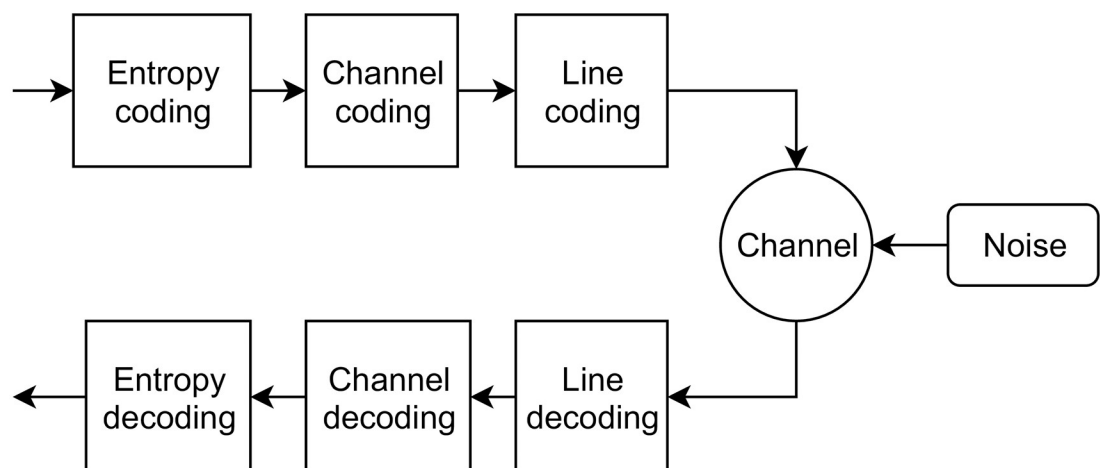 Entropy
coding
Channel
coding
Line
coding
Channel
Noise
Entropy
decoding
Channel
decoding
Line
decoding